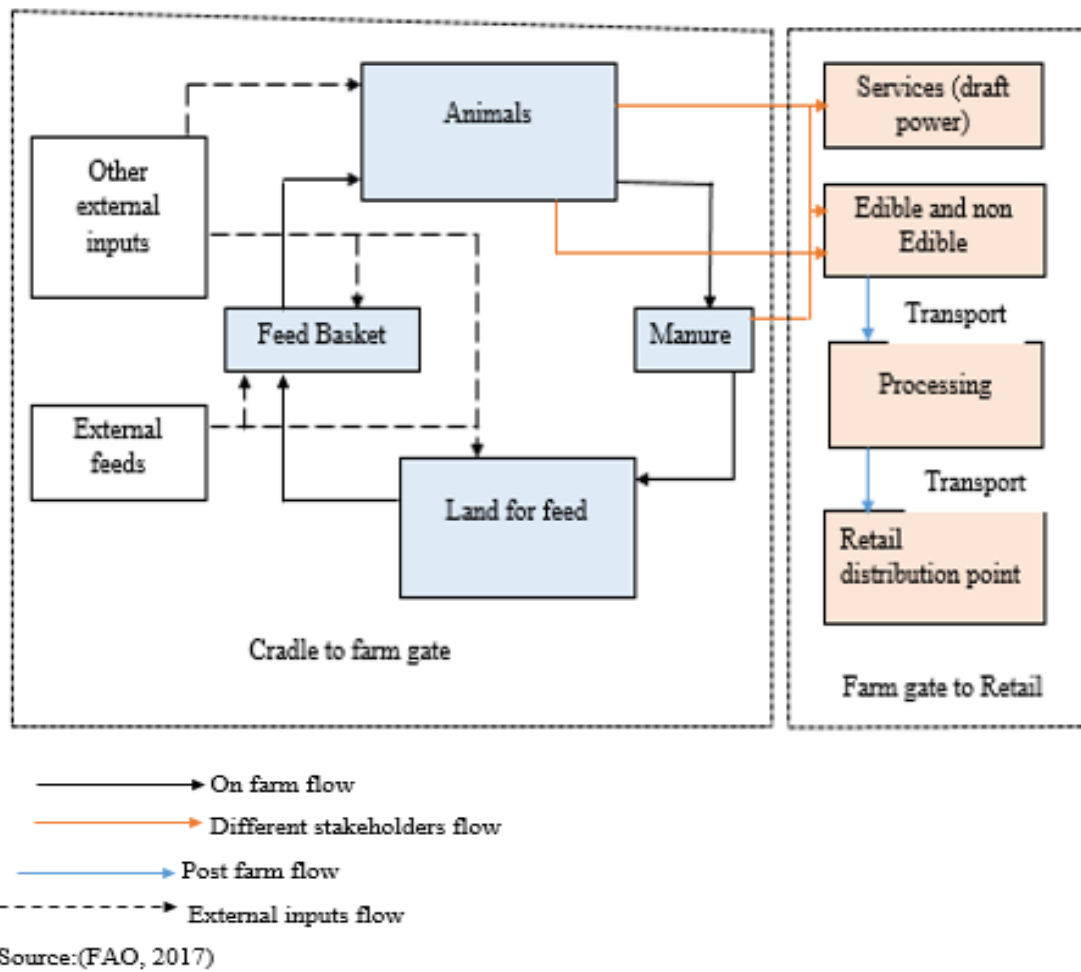 Animals
Services (draft
power)
Other
external
inputs
Edible and non
Edible
Transport
Feed Basket
Manure
Processing
External
feeds
Transport
Land for feed
Retail
distribution point
Cradle to farm gate
Farm gate to Retail
On farm flow
Different stakeholders flow
Post farm flow
External inputs flow
Source:(FAO, 2017)